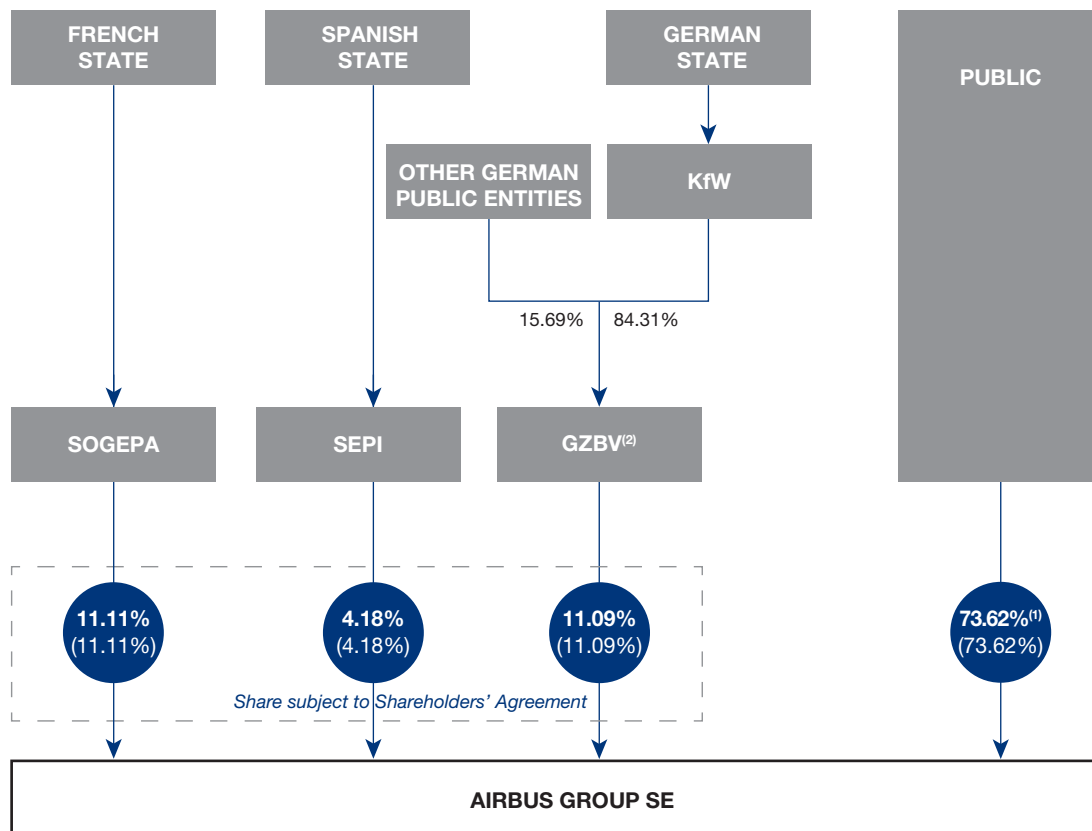 FRENCH
STATE
SPANISH
STATE
GERMAN
STATE
PUBLIC
OTHER GERMAN
PUBLIC ENTITIES
KfW
15.69%
84.31%
SOGEPA
SEPI
GZBV(2)
11.11%
(11.11%)
4.18%
(4.18%)
11.09%
(11.09%)
73.62%(1)
(73.62%)
Share subject to Shareholders’ Agreement
AIRBUS GROUP SE